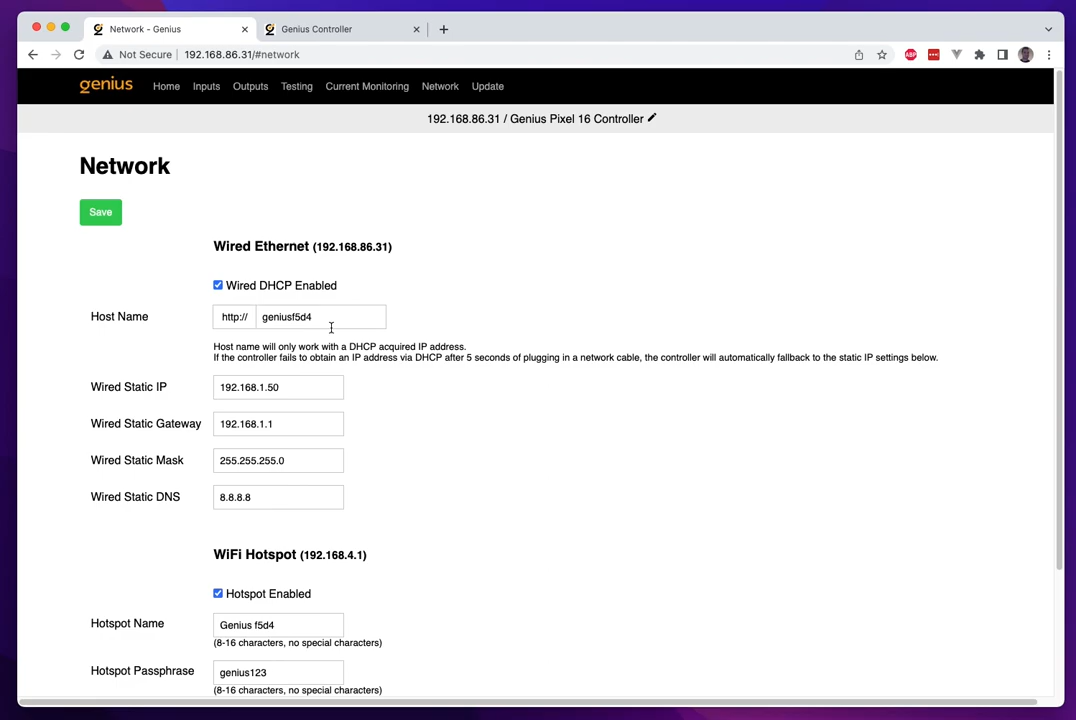 Network - Genius
Genius Controller
Not Secure
192.168.86.31/#network
ABP
genius
Home
Inputs
Outputs
Testing
Current Monitoring
Network
Update
192.168.86.31 / Genius Pixel 16 Controller
Network
Save
Wired Ethernet (192.168.86.31)
Wired DHCP Enabled
Host Name
http://
geniusf5d4
Host name will only work with a DHCP acquired IP address.
If the controller fails to obtain an IP address via DHCP after 5 seconds of plugging in a network cable, the controller will automatically fallback to the static IP settings below.
Wired Static IP
192.168.1.50
Wired Static Gateway
192.168.1.1
Wired Static Mask
255.255.255.0
Wired Static DNS
8.8.8.8
WiFi Hotspot (192.168.4.1)
Hotspot Enabled
Hotspot Name
Genius f5d4
(8-16 characters, no special characters)
Hotspot Passphrase
genius123
(8-16 characters, no special characters)